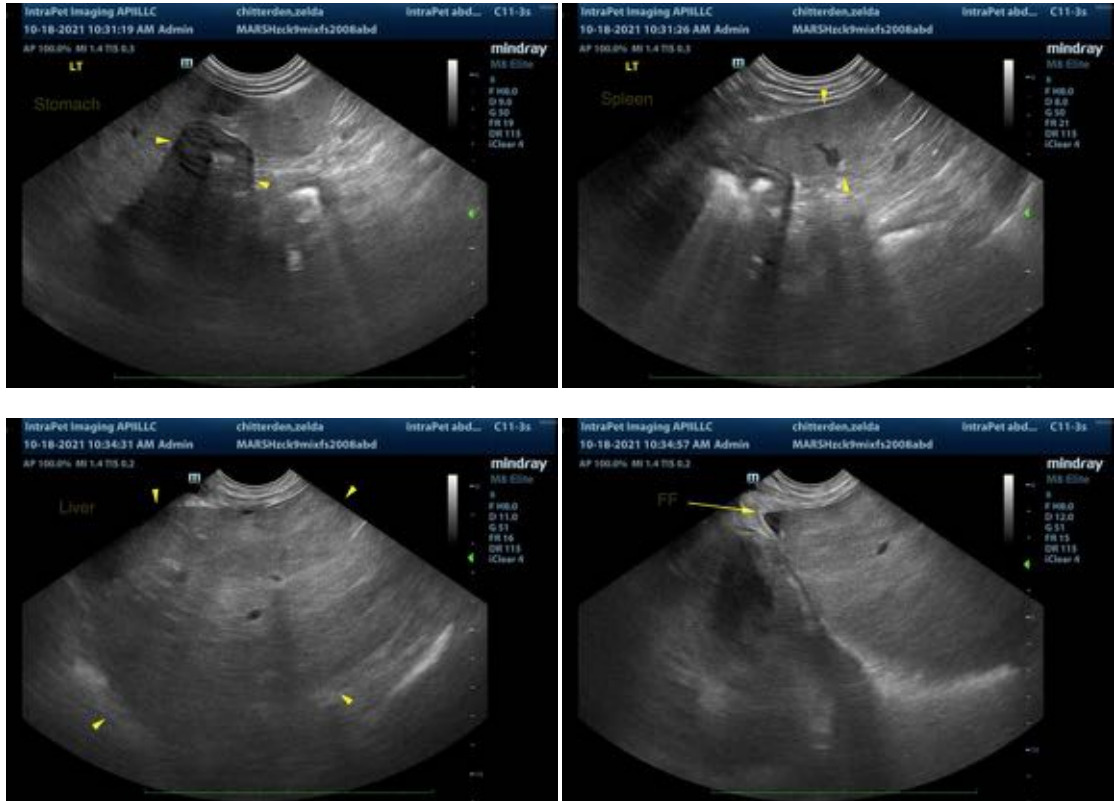 IntraPet Imaging APIILLC chitterden,zelda IntraPet abd... C11-3s
10-18-2021 10:31:19 AM Admin MARSHzck9mixfs2008abd
AP 100.0% MI 1.4 TIS 0.3
mindray
M8 Elite
LT
m
Stomach
F H8.0
D 9.8
G 50
FR 19
DR 115
iClear 4
IntraPet Imaging APIILLC chitterden,zelda IntraPet abd... C11-3s
10-18-2021 10:31:26 AM Admin MARSHzck9mixfs2008abd
AP 100.0% MI 1.4 TIS 0.3
mindray
M8 Elite
LT
m
Spleen
F H8.0
D 8.8
G 50
FR 21
DR 115
iClear 4
IntraPet Imaging APIILLC chitterden,zelda IntraPet abd... C11-3s
10-18-2021 10:34:31 AM Admin MARSHzck9mixfs2008abd
AP 100.0% MI 1.4 TIS 0.2
mindray
M8 Elite
m
Liver
F H8.0
D 11.0
G 51
FR 16
DR 115
iClear 4
IntraPet Imaging APIILLC chitterden,zelda IntraPet abd... C11-3s
10-18-2021 10:34:57 AM Admin MARSHzck9mixfs2008abd
AP 100.0% MI 1.4 TIS 0.2
mindray
M8 Elite
m
FF
F H8.0
D 12.0
G 51
FR 15
DR 115
iClear 4